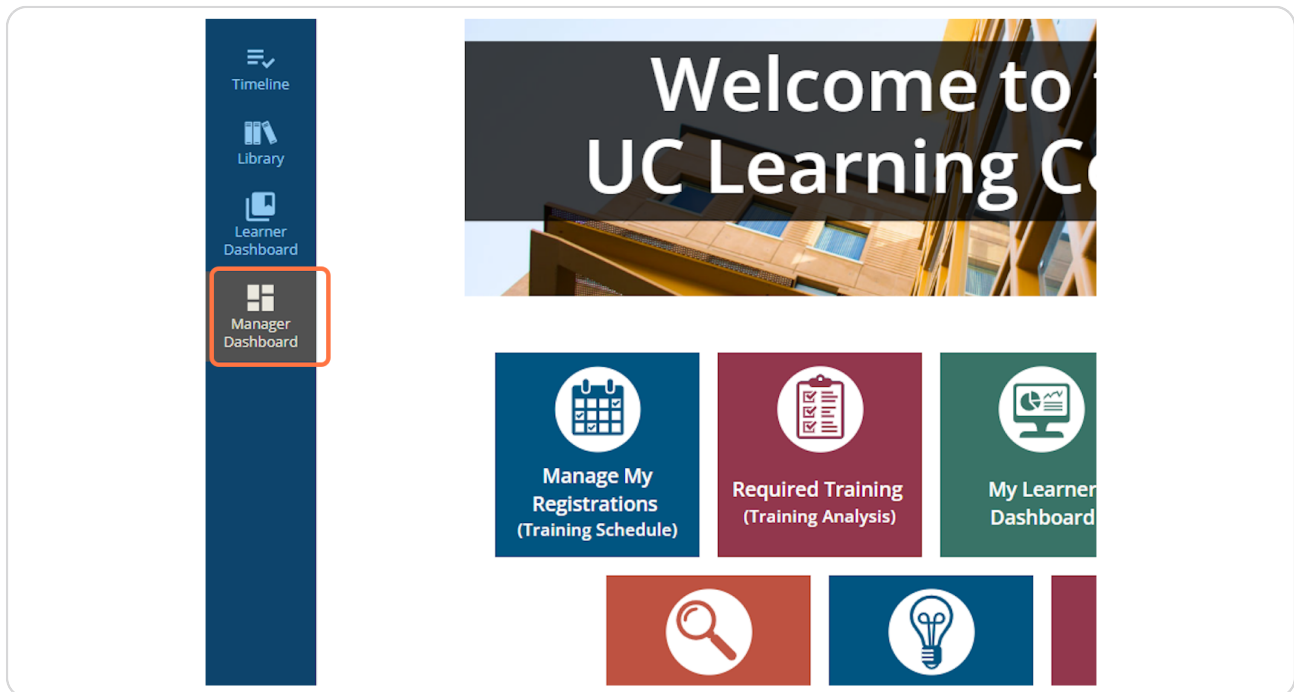 Timeline
Library
Learner
Dashboard
Manager
Dashboard
Welcome to
UC Learning
Manage My
Registrations
(Training Schedule)
Required Training
(Training Analysis)
My Learner
Dashboard